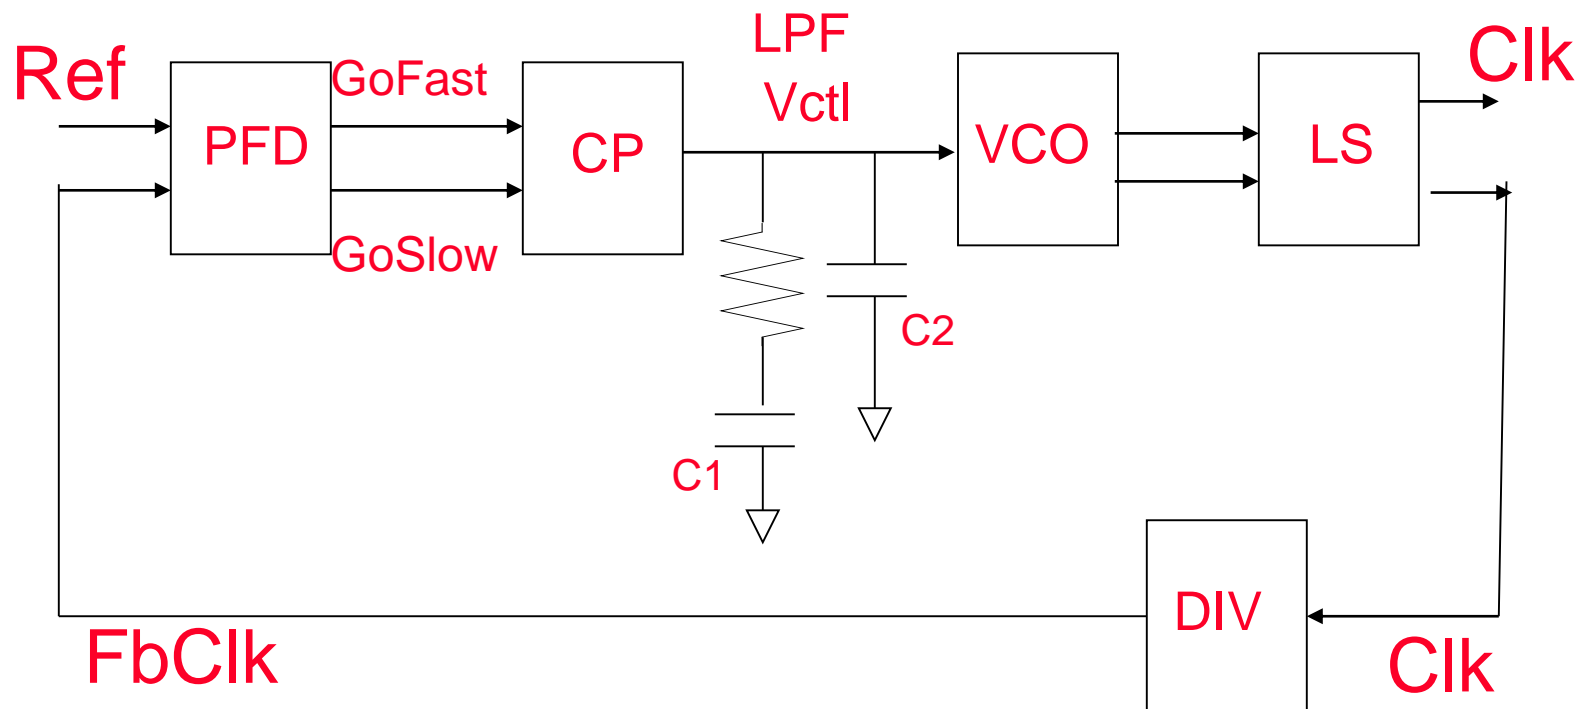 LPF
Clk
Ref
GoFast
Vctl
PFD
CP
VCO
LS
GoSlow
C2
C1
DIV
FbClk
Clk